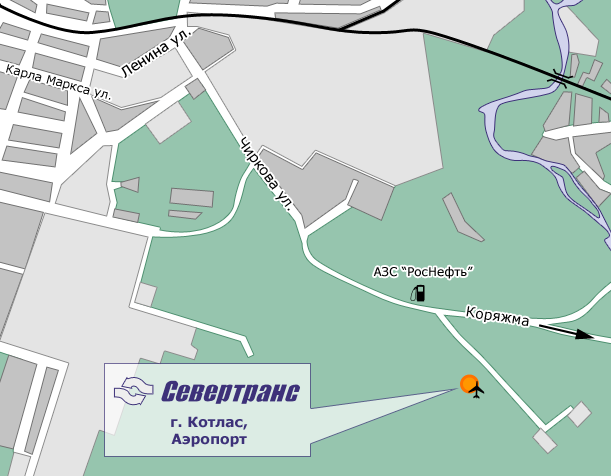 Ленина ул.
Карла Маркса ул.
Чиркова ул.
АЗС "РосНефть"
Коряжма
Севертранс
г. Котлас,
Аэропорт